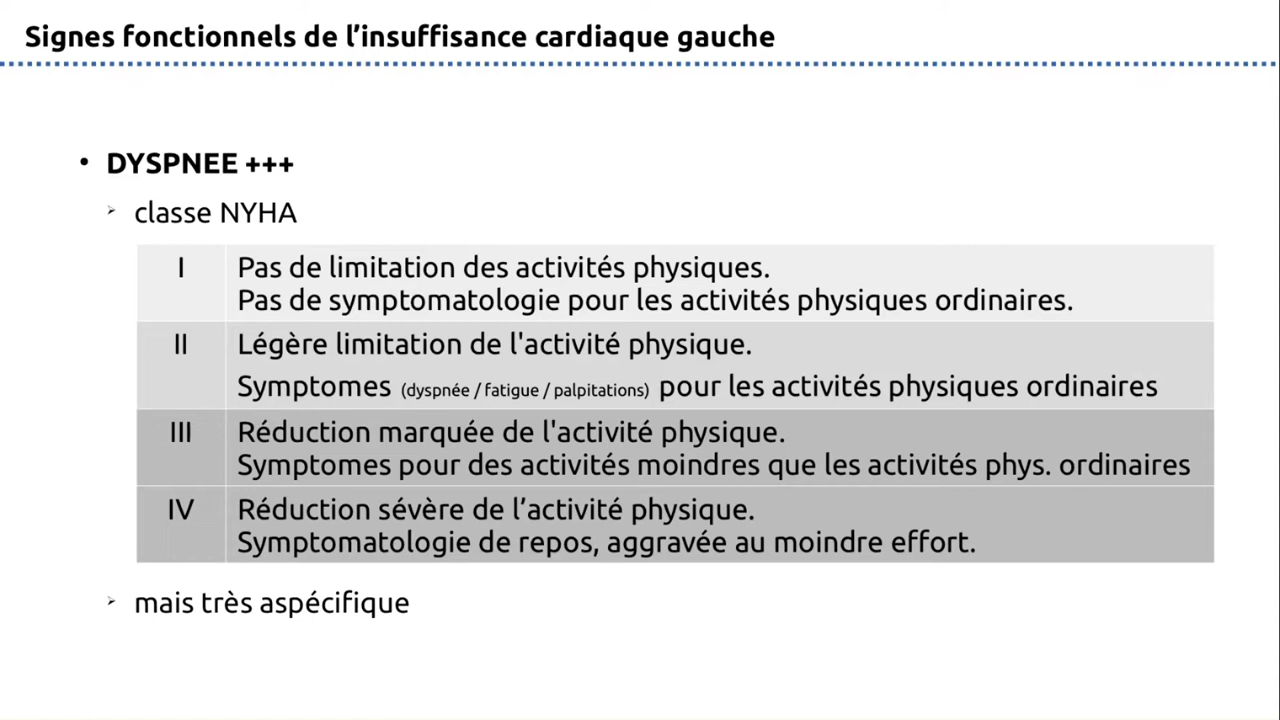 Signes fonctionnels de l’insuffisance cardiaque gauche
• DYSPNEE +++
➢ classe NYHA
I Pas de limitation des activités physiques.
Pas de symptomatologie pour les activités physiques ordinaires.
II Légère limitation de l'activité physique.
Symptomes (dyspnée / fatigue / palpitations) pour les activités physiques ordinaires
III Réduction marquée de l'activité physique.
Symptomes pour des activités moindres que les activités phys. ordinaires
IV Réduction sévère de l’activité physique.
Symptomatologie de repos, aggravée au moindre effort.
➢ mais très aspécifique